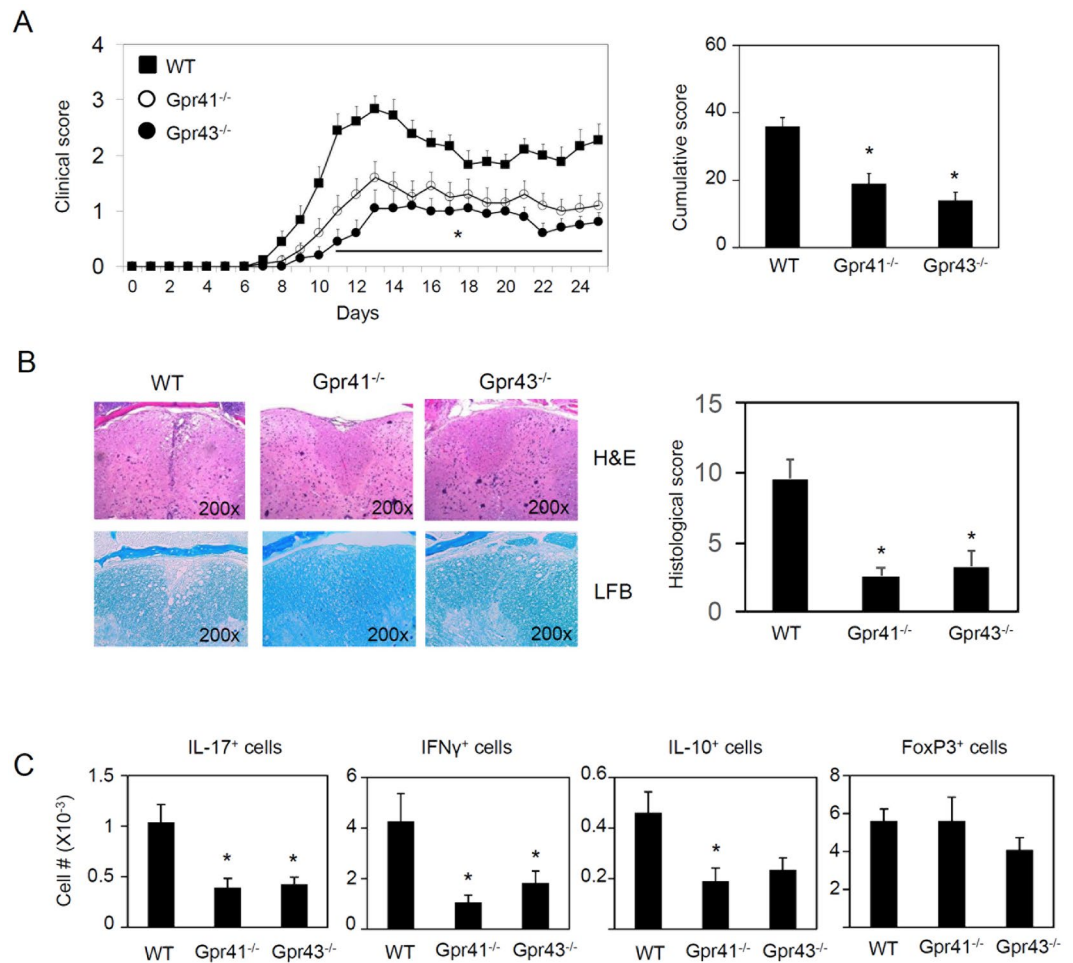 A
Clinical score
4
3
2
1
0
WT
Gpr41-/-
Gpr43-/-
*
0 2 4 6 8 10 12 14 16 18 20 22 24
Days
Cumulative score
60
40
20
0
* *
WT Gpr41-/- Gpr43-/-
B
WT Gpr41-/- Gpr43-/-
200x 200x 200x H&E
200x 200x 200x LFB
Histological score
15
10
5
0
* *
WT Gpr41-/- Gpr43-/-
C
Cell # (X10-3)
IL-17+ cells
1.5
1
0.5
0
* *
WT Gpr41-/- Gpr43-/-
IFNγ+ cells
6
4
2
0
* *
WT Gpr41-/- Gpr43-/-
IL-10+ cells
0.6
0.4
0.2
*
WT Gpr41-/- Gpr43-/-
FoxP3+ cells
8
6
4
2
WT Gpr41-/- Gpr43-/-